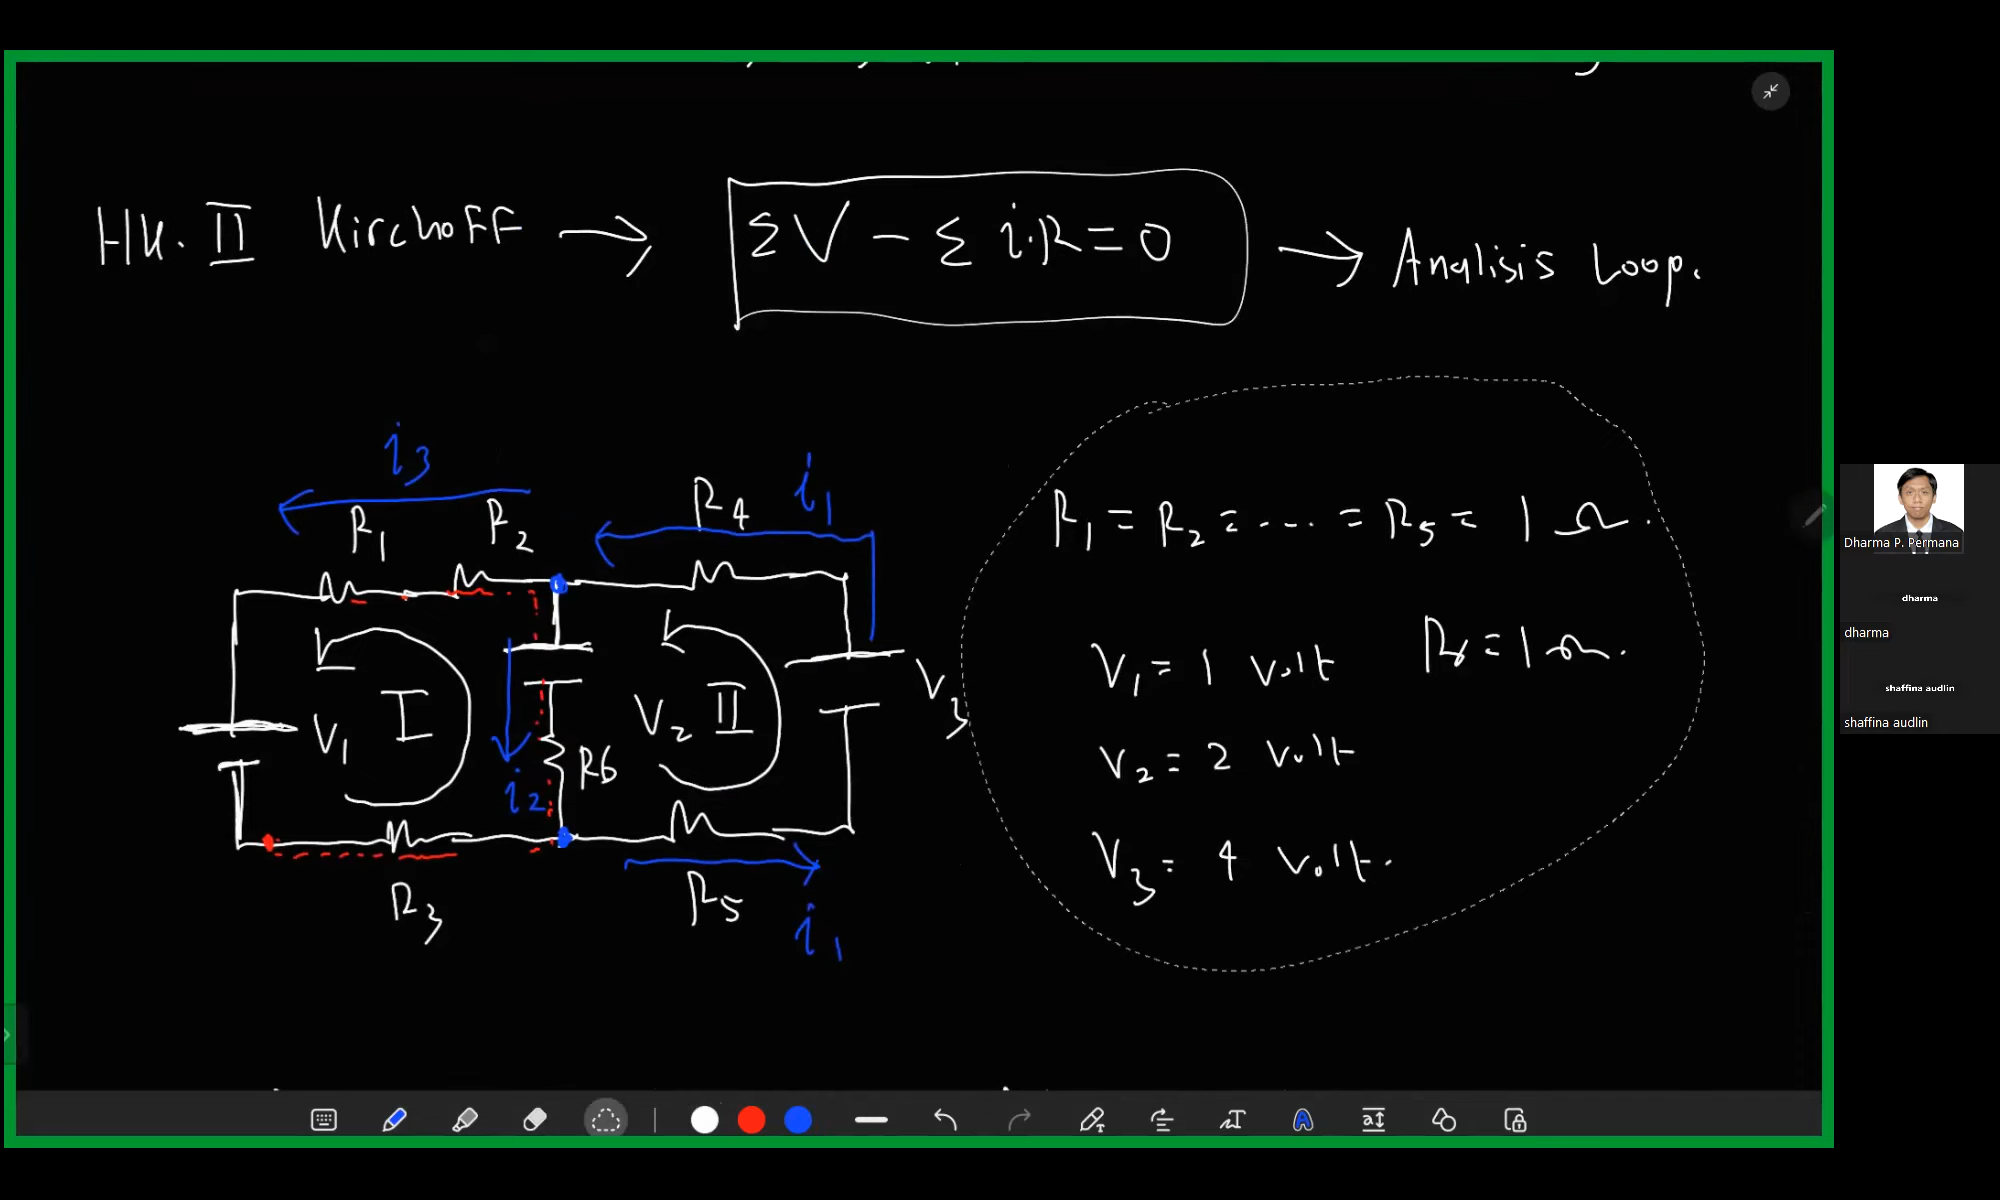 HK. II Kirchoff → ΣV - Σ i.R = 0 → Analisis Loop.
i3
i1
R1
R2
R4
R1 = R2 = .... = R5 = 1 Ω.
V1
I
V2
II
V3
V1 = 1 volt
R6 = 1 Ω.
V2 = 2 volt
R6
i2
V3 = 4 volt.
R3
R5
i1
Dharma P. Permana
dharma
dharma
shaffina audlin
shaffina audlin